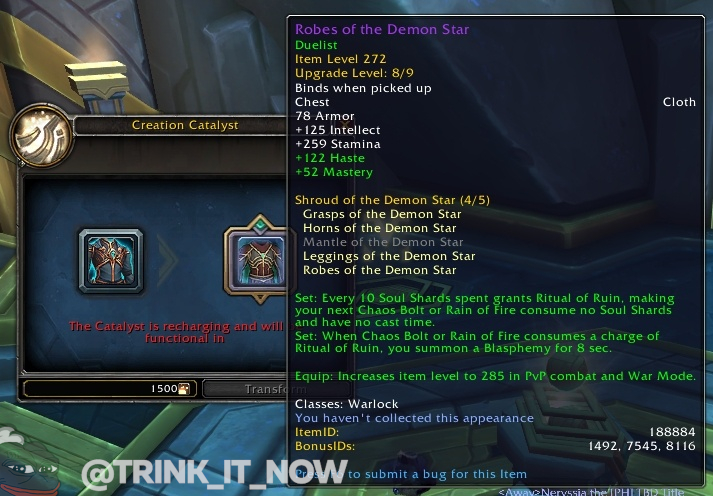 Robes of the Demon Star
Duelist
Item Level 272
Upgrade Level: 8/9
Binds when picked up
Chest Cloth
78 Armor
+125 Intellect
+259 Stamina
+122 Haste
+52 Mastery
Shroud of the Demon Star (4/5)
Grasps of the Demon Star
Horns of the Demon Star
Mantle of the Demon Star
Leggings of the Demon Star
Robes of the Demon Star
Set: Every 10 Soul Shards spent grants Ritual of Ruin, making
your next Chaos Bolt or Rain of Fire consume no Soul Shards
and have no cast time.
Set: When Chaos Bolt or Rain of Fire consumes a charge of
Ritual of Ruin, you summon a Blasphemy for 8 sec.
Equip: Increases item level to 285 in PvP combat and War Mode.
Classes: Warlock
You haven't collected this appearance
ItemID: 188884
BonusIDs: 1492, 7545, 8116
to submit a bug for this Item
Creation Catalyst
The Catalyst is recharging and will
functional in
1500
Transform
@TRINK_IT_NOW
<Away>Neryssia the [PH] TBD Title